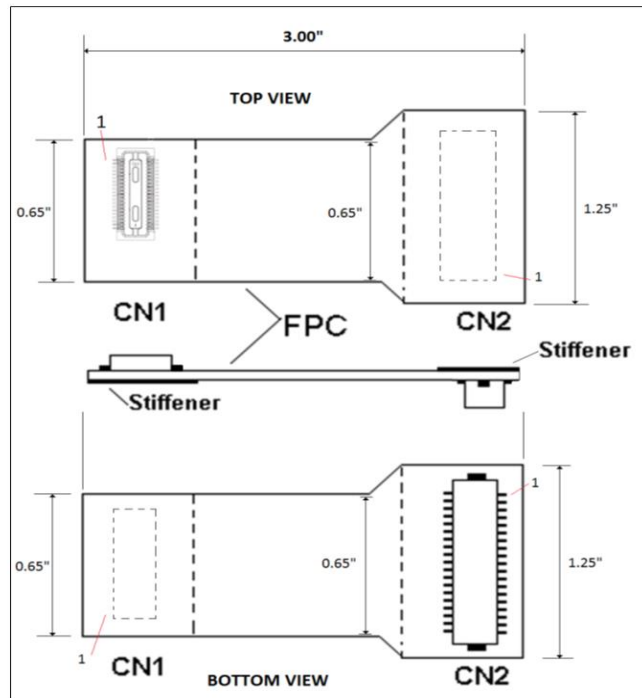 3.00"
TOP VIEW
1
0.65"
0.65"
1.25"
1
CN1
FPC
CN2
Stiffener
Stiffener
1
0.65"
0.65"
1.25"
1
CN1
CN2
BOTTOM VIEW